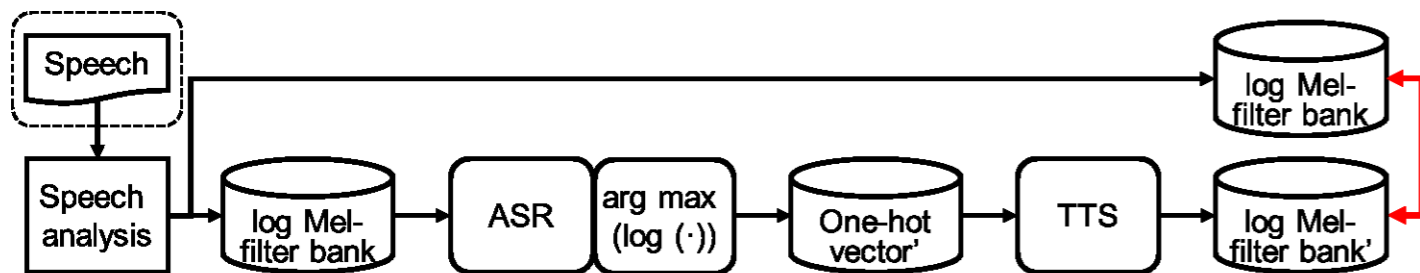 Speech
log Mel-
filter bank
Speech
analysis
log Mel-
filter bank
ASR
arg max
(log (·))
One-hot
vector'
TTS
log Mel-
filter bank'